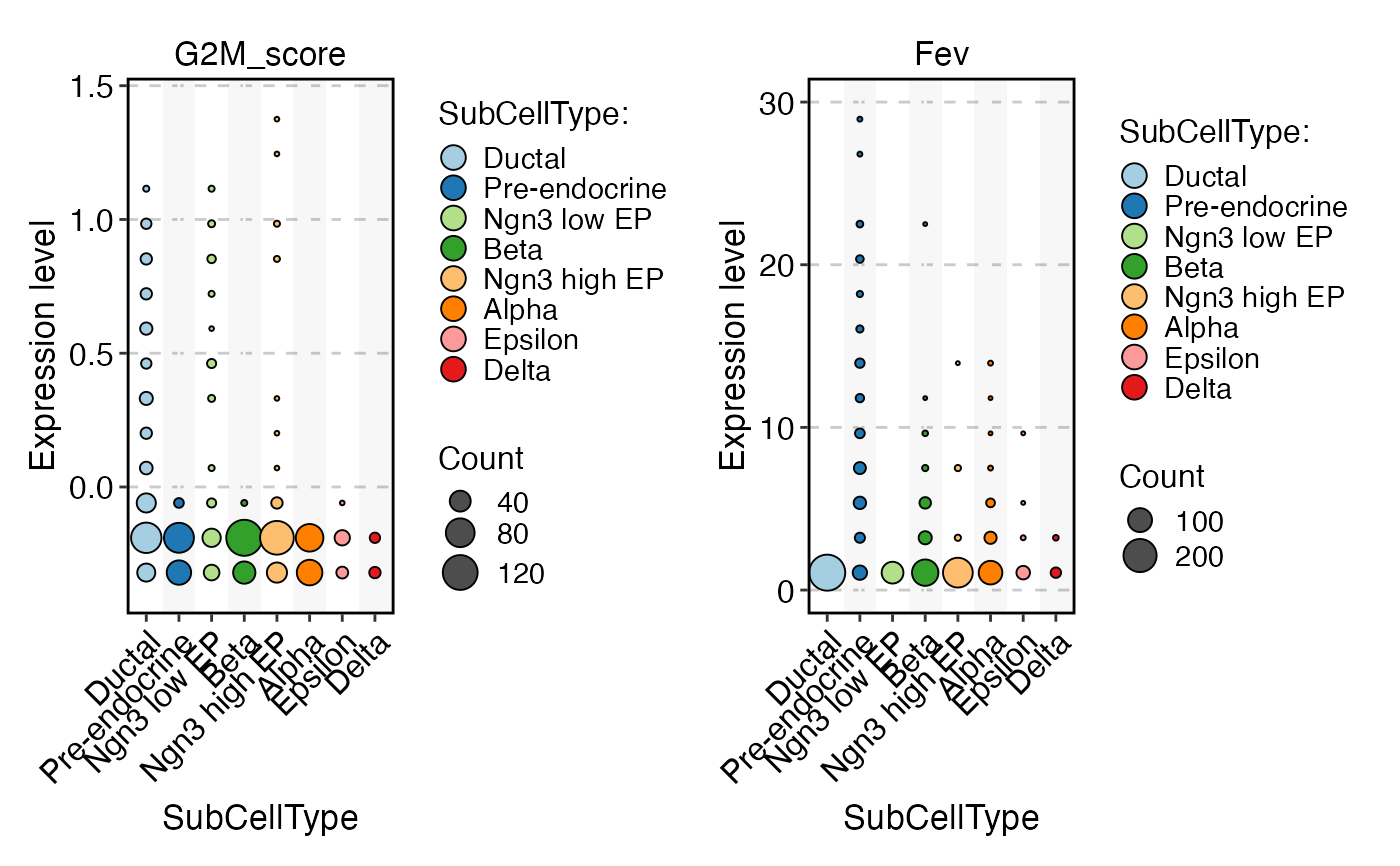 G2M_score
Expression level
1.5
1.0
0.5
0.0
Ductal
Pre-endocrine
Ngn3 low EP
Beta
Ngn3 high EP
Alpha
Epsilon
Delta
SubCellType
SubCellType:
Ductal
Pre-endocrine
Ngn3 low EP
Beta
Ngn3 high EP
Alpha
Epsilon
Delta
Count
40
80
120
Fev
Expression level
30
20
10
0
Ductal
Pre-endocrine
Ngn3 low EP
Beta
Ngn3 high EP
Alpha
Epsilon
Delta
SubCellType
SubCellType:
Ductal
Pre-endocrine
Ngn3 low EP
Beta
Ngn3 high EP
Alpha
Epsilon
Delta
Count
100
200